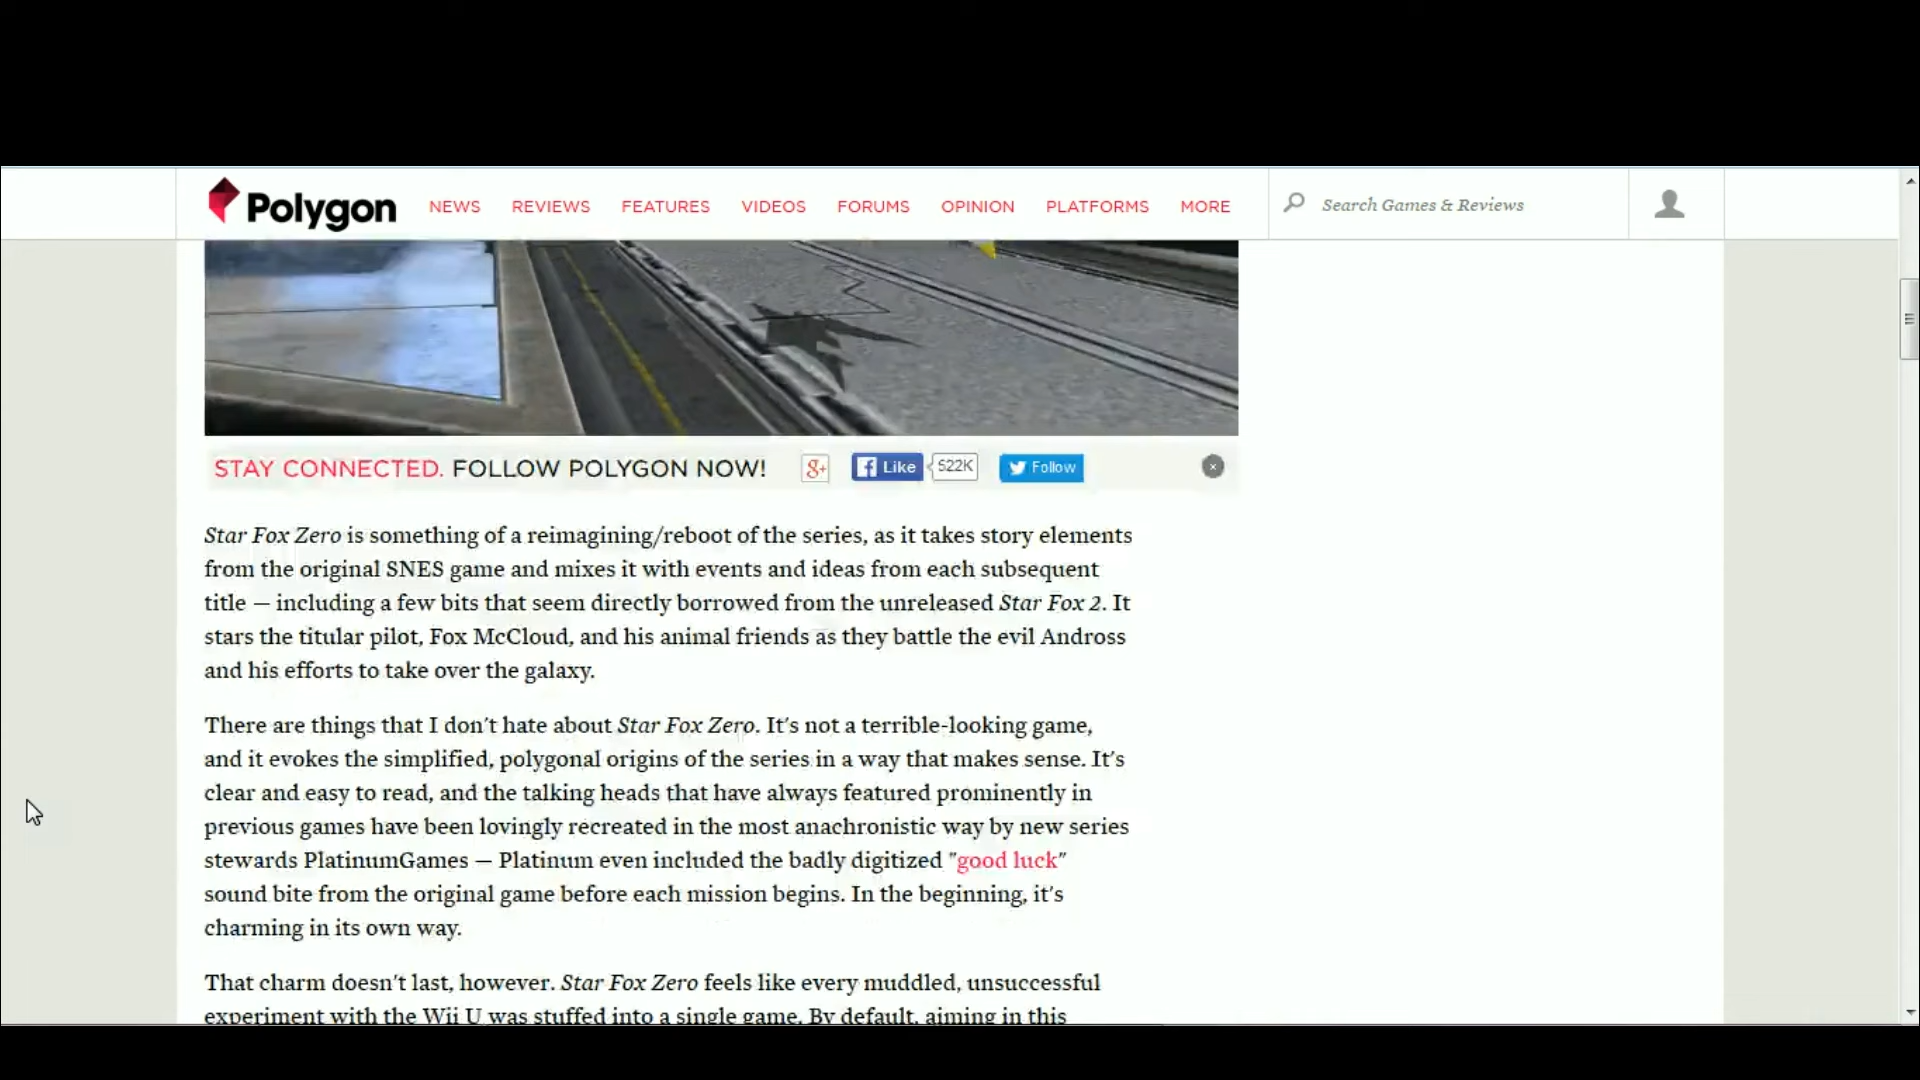 Polygon NEWS REVIEWS FEATURES VIDEOS FORUMS OPINION PLATFORMS MORE Search Games & Reviews
STAY CONNECTED. FOLLOW POLYGON NOW! g+ Like 522K Follow
Star Fox Zero is something of a reimagining/reboot of the series, as it takes story elements
from the original SNES game and mixes it with events and ideas from each subsequent
title — including a few bits that seem directly borrowed from the unreleased Star Fox 2. It
stars the titular pilot, Fox McCloud, and his animal friends as they battle the evil Andross
and his efforts to take over the galaxy.
There are things that I don't hate about Star Fox Zero. It's not a terrible-looking game,
and it evokes the simplified, polygonal origins of the series in a way that makes sense. It's
clear and easy to read, and the talking heads that have always featured prominently in
previous games have been lovingly recreated in the most anachronistic way by new series
stewards PlatinumGames — Platinum even included the badly digitized "good luck"
sound bite from the original game before each mission begins. In the beginning, it's
charming in its own way.
That charm doesn't last, however. Star Fox Zero feels like every muddled, unsuccessful
experiment with the Wii U was stuffed into a single game. By default, aiming in this